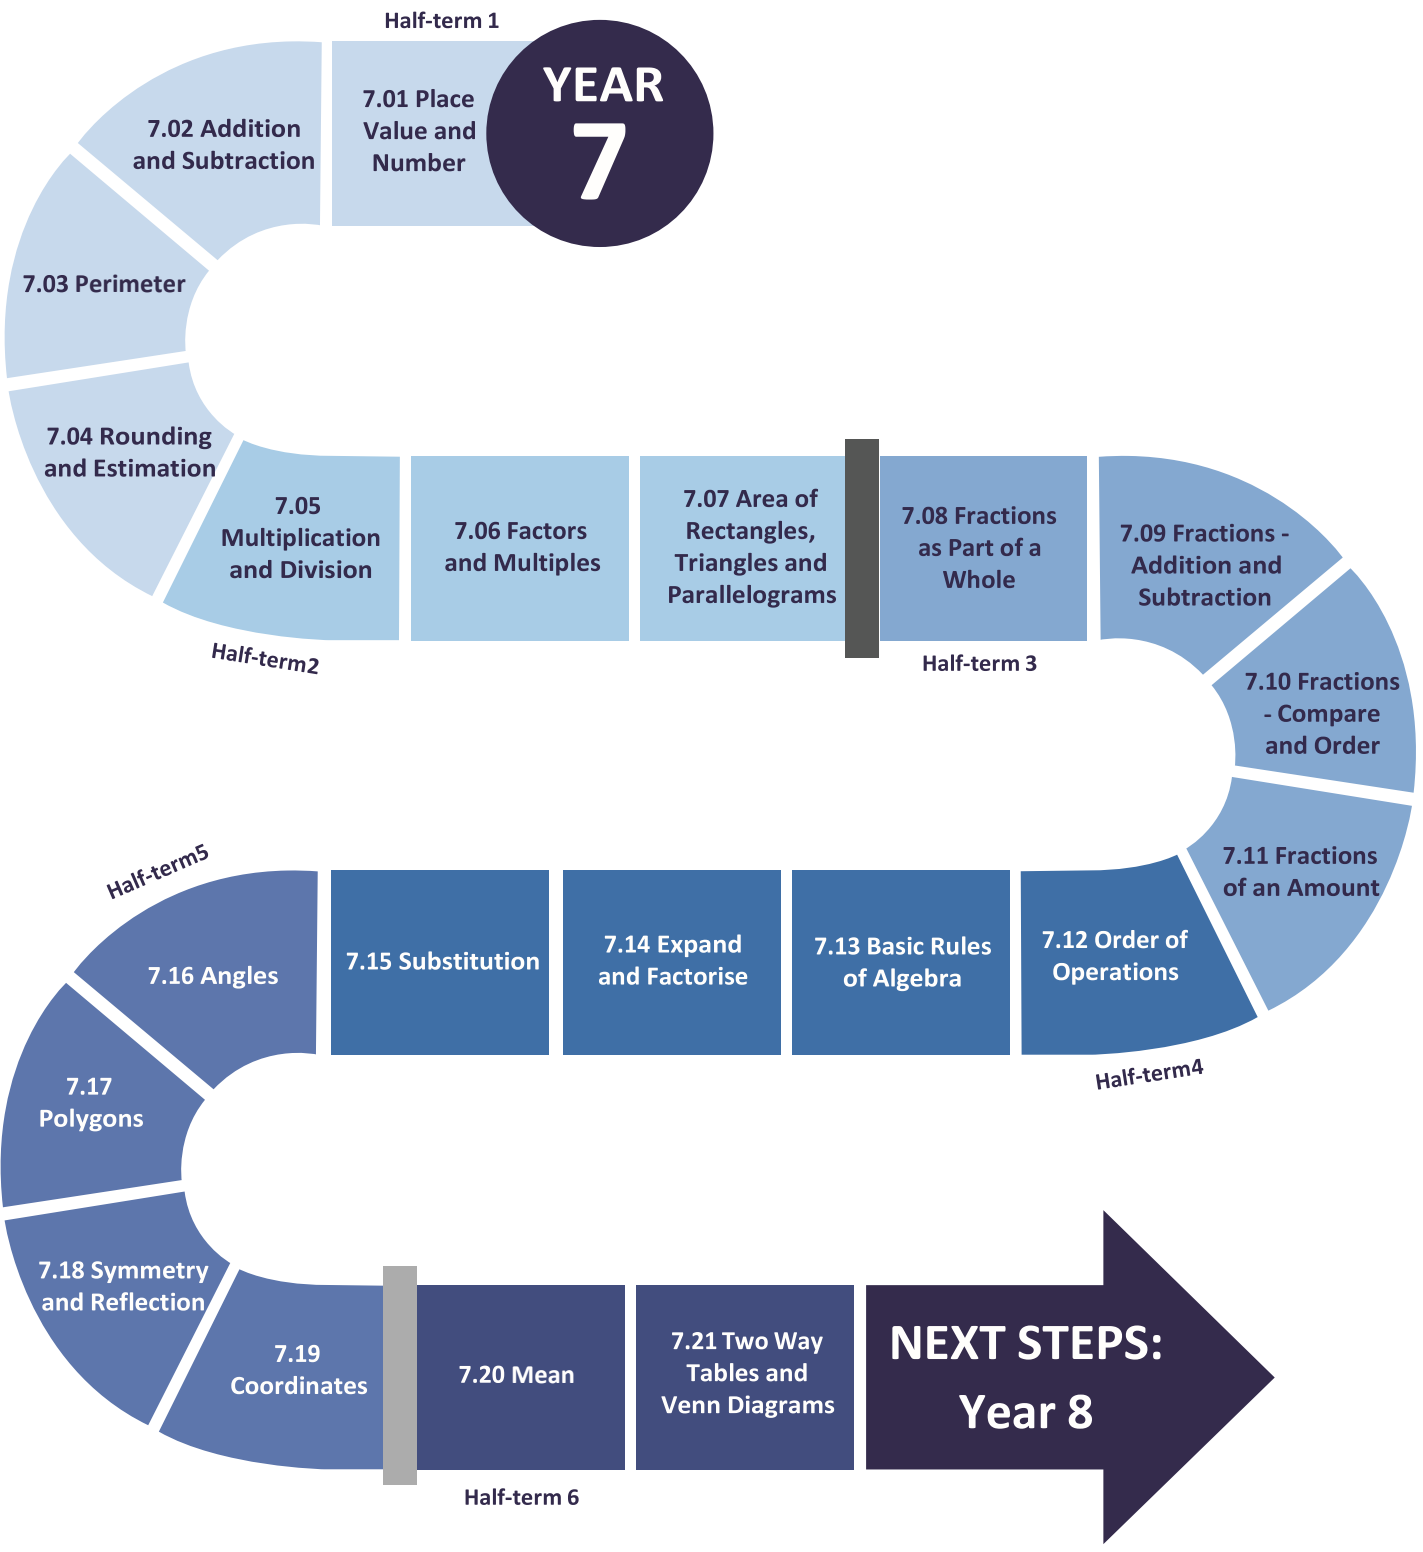 Half-term 1
YEAR
7
7.01 Place
Value and
Number
7.02 Addition
and Subtraction
7.03 Perimeter
7.04 Rounding
and Estimation
7.05
Multiplication
and Division
Half-term2
7.06 Factors
and Multiples
7.07 Area of
Rectangles,
Triangles and
Parallelograms
7.08 Fractions
as Part of a
Whole
Half-term 3
7.09 Fractions -
Addition and
Subtraction
7.10 Fractions
- Compare
and Order
7.11 Fractions
of an Amount
7.12 Order of
Operations
Half-term4
7.13 Basic Rules
of Algebra
7.14 Expand
and Factorise
7.15 Substitution
Half-term5
7.16 Angles
7.17
Polygons
7.18 Symmetry
and Reflection
7.19
Coordinates
7.20 Mean
Half-term 6
7.21 Two Way
Tables and
Venn Diagrams
NEXT STEPS:
Year 8